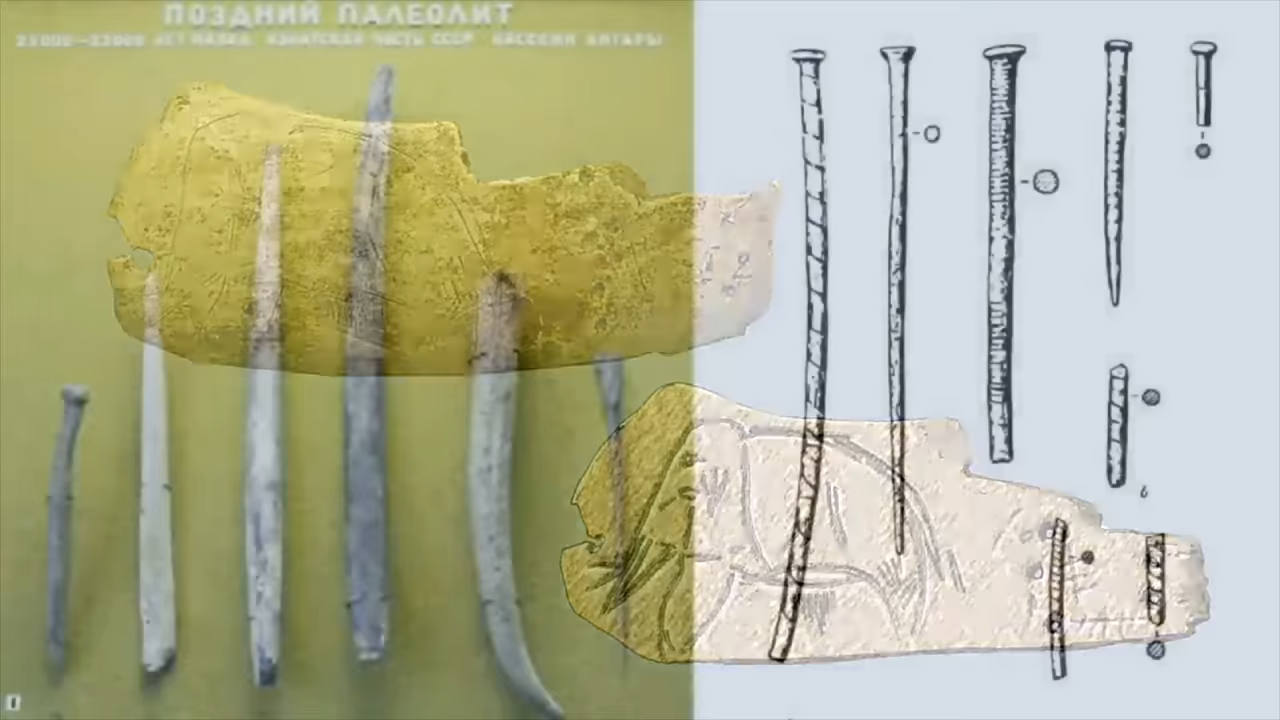 ПОЗДНИЙ ПАЛЕОЛИТ
ЛЕТ НАЗАД АЗИАТСКАЯ ЧАСТЬ СССР БАССЕЙН АНГАРЫ